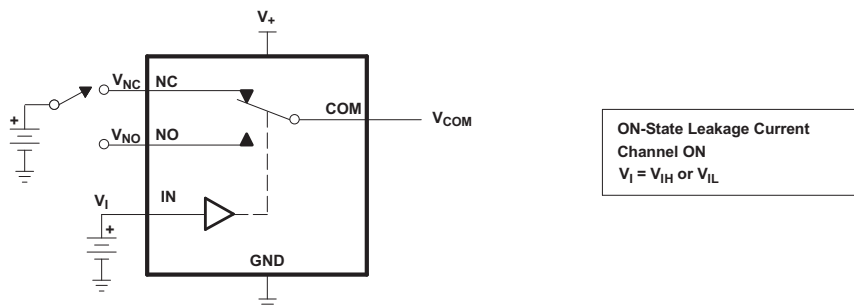 V+
VNC NC
COM
VCOM
+
VNO NO
VI IN
+
GND
ON-State Leakage Current
Channel ON
VI = VIH or VIL